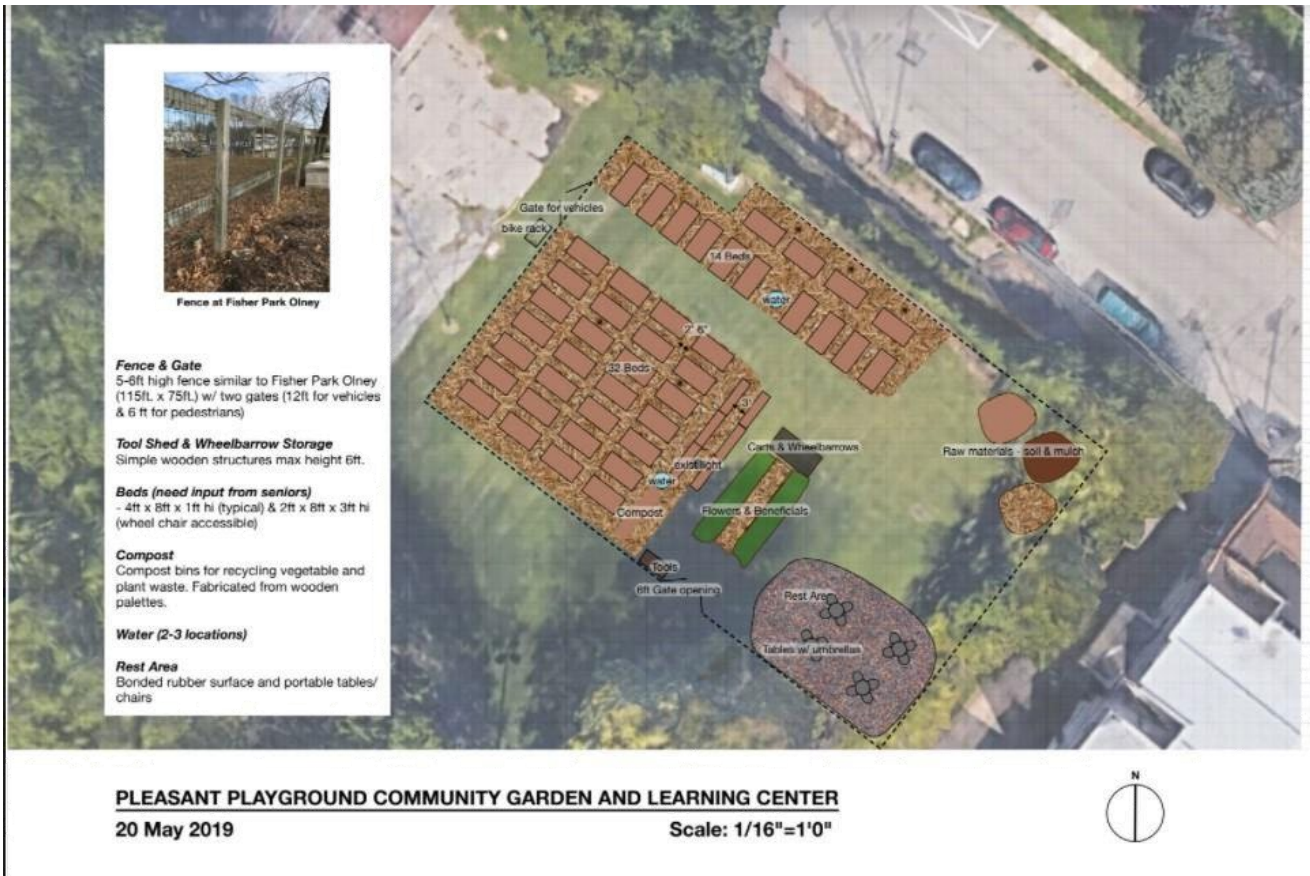 Fence at Fisher Park Olney
Fence & Gate
5-6ft high fence similar to Fisher Park Olney
(115ft. x 75ft.) w/ two gates (12ft for vehicles
& 6 ft for pedestrians)
Tool Shed & Wheelbarrow Storage
Simple wooden structures max height 6ft.
Beds (need input from seniors)
- 4ft x 8ft x 1ft hi (typical) & 2ft x 8ft x 3ft hi
(wheel chair accessible)
Compost
Compost bins for recycling vegetable and
plant waste. Fabricated from wooden
palettes.
Water (2-3 locations)
Rest Area
Bonded rubber surface and portable tables/
chairs
Gate for vehicles
bike rack
14 Beds
water
2' 6"
32 Beds
3'
Carts & Wheelbarrows
Raw materials - soil & mulch
exist light
water
Compost
Flowers & Beneficials
Tools
6ft Gate opening
Rest Area
Tables w/ umbrellas
PLEASANT PLAYGROUND COMMUNITY GARDEN AND LEARNING CENTER
20 May 2019
Scale: 1/16"=1'0"
N